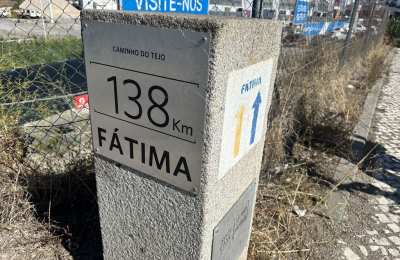 VISITE-NOS
CAMINHO DO TEJO
138 Km
FÁTIMA
FÁTIMA